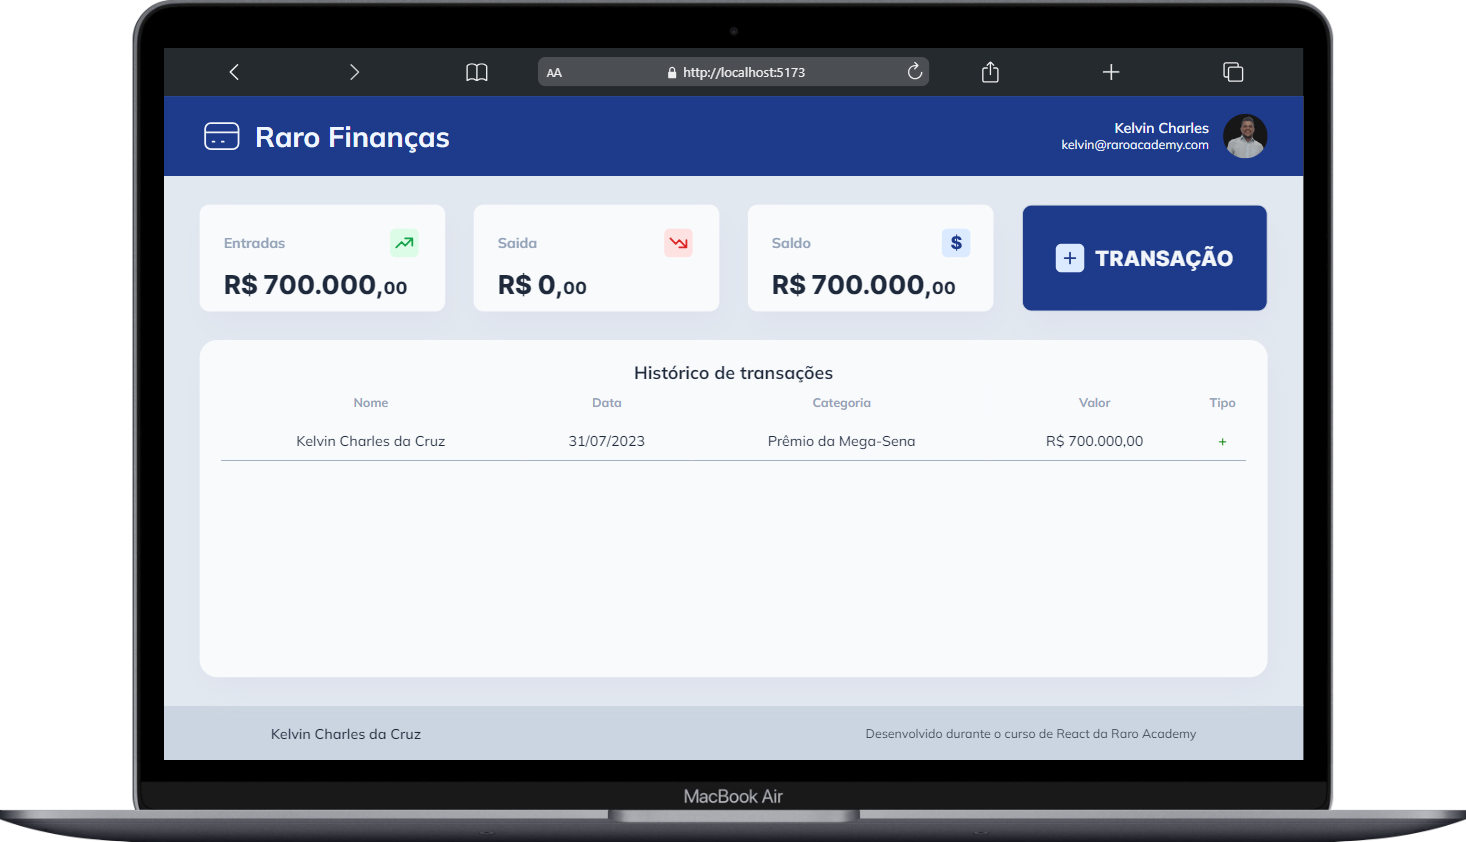 AA
http://localhost:5173
Raro Finanças
Kelvin Charles
kelvin@raroacademy.com
Entradas
R$ 700.000,00
Saida
R$ 0,00
Saldo
$
R$ 700.000,00
+ TRANSAÇÃO
Histórico de transações
Nome Data Categoria Valor Tipo
Kelvin Charles da Cruz 31/07/2023 Prêmio da Mega-Sena R$ 700.000,00 +
Kelvin Charles da Cruz
Desenvolvido durante o curso de React da Raro Academy
MacBook Air